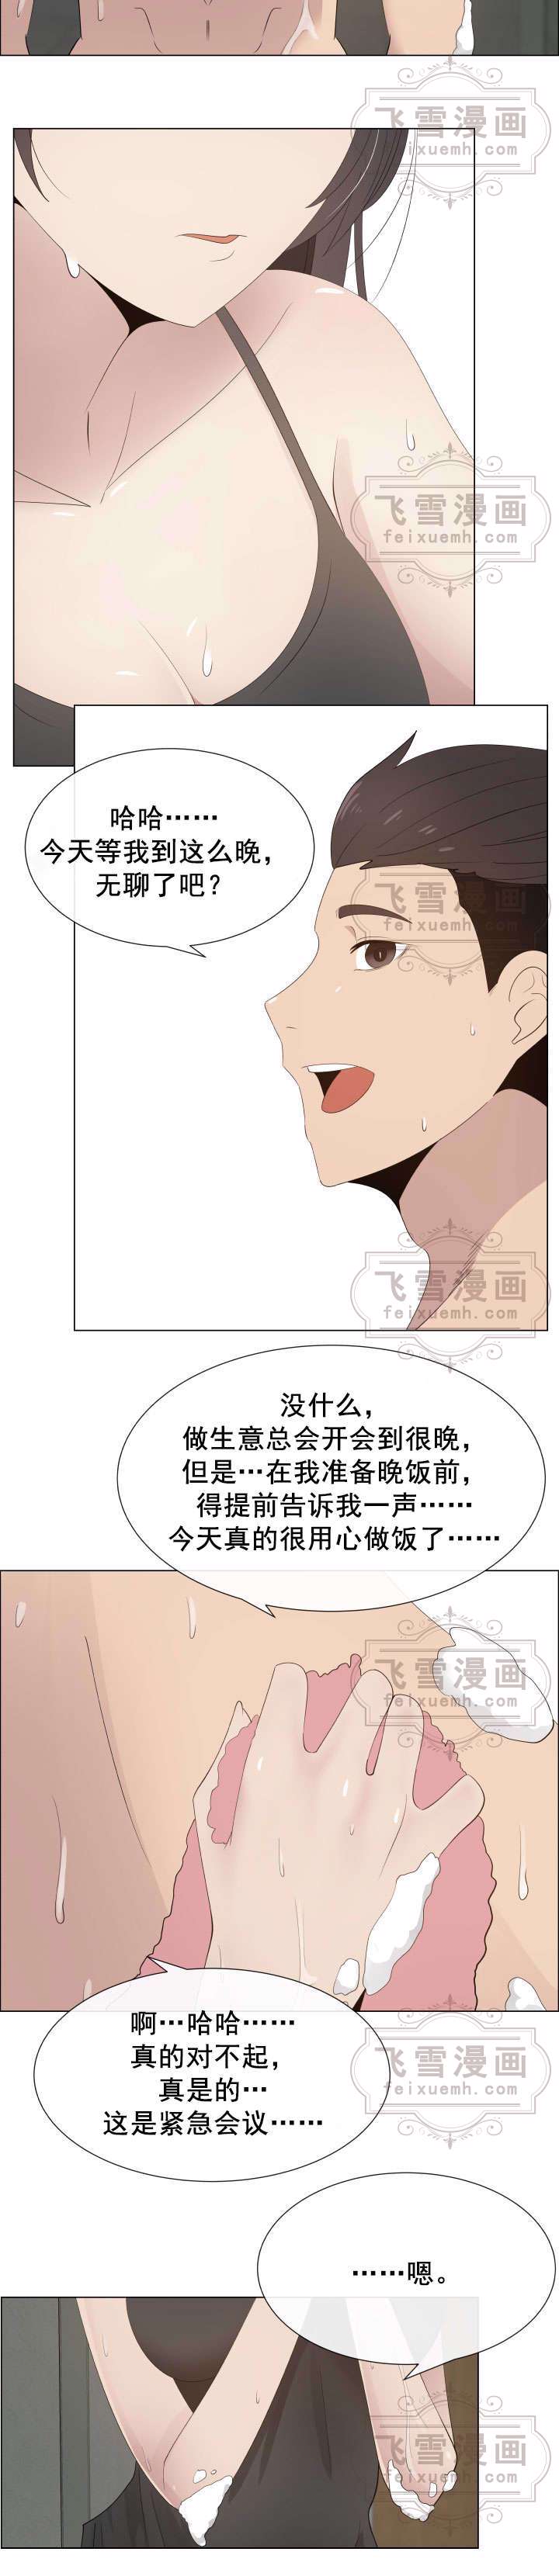 飞雪漫画
feixuemh.com
飞雪漫画
feixuemh.com
哈哈……
今天等我到这么晚，
无聊了吧？
飞雪漫画
feixuemh.com
飞雪漫画
feixuemh.com
没什么，
做生意总会开会到很晚，
但是…在我准备晚饭前，
得提前告诉我一声……
今天真的很用心做饭了……
飞雪漫画
feixuemh.com
啊…哈哈……
真的对不起，
真是的…
这是紧急会议……
飞雪漫画
feixuemh.com
……嗯。
飞雪漫画
feixuemh.com